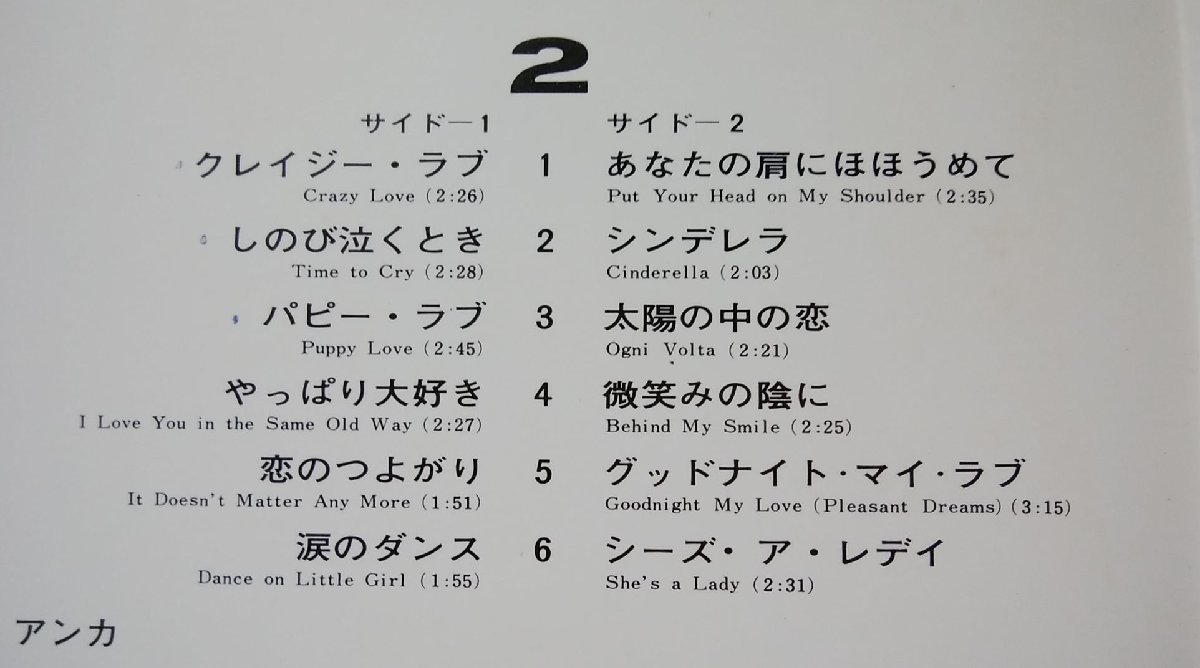 2
サイド―1
クレイジー・ラブ 1
Crazy Love (2:26)
しのび泣くとき 2
Time to Cry (2:28)
パピー・ラブ 3
Puppy Love (2:45)
やっぱり大好き 4
I Love You in the Same Old Way (2:27)
恋のつよがり 5
It Doesn't Matter Any More (1:51)
涙のダンス 6
Dance on Little Girl (1:55)
サイド―2
あなたの肩にほほうめて
Put Your Head on My Shoulder (2:35)
シンデレラ
Cinderella (2:03)
太陽の中の恋
Ogni Volta (2:21)
微笑みの陰に
Behind My Smile (2:25)
グッドナイト・マイ・ラブ
Goodnight My Love (Pleasant Dreams) (3:15)
シーズ・ア・レデイ
She's a Lady (2:31)
アンカ